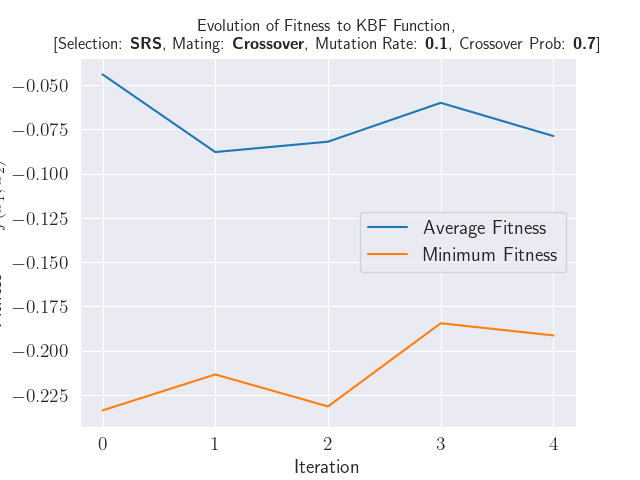 Evolution of Fitness to KBF Function,
[Selection: SRS, Mating: Crossover, Mutation Rate: 0.1, Crossover Prob: 0.7]
−0.050
−0.075
−0.100
−0.125
−0.150
−0.175
−0.200
−0.225
Average Fitness
Minimum Fitness
0 1 2 3 4
Iteration